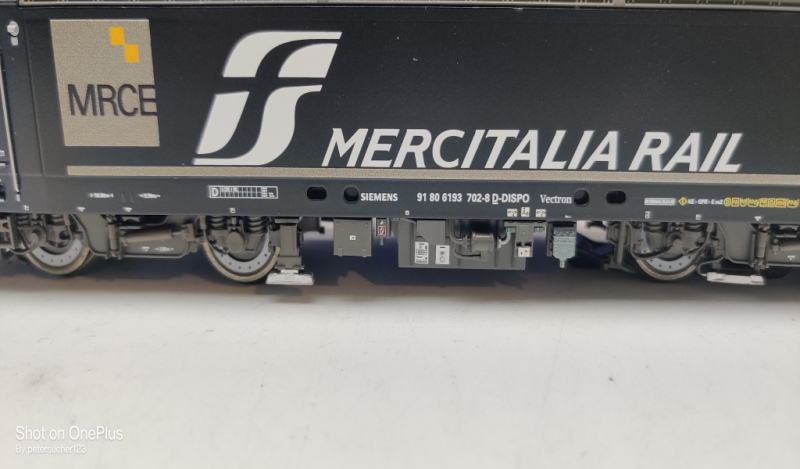 MRCE
MERCITALIA RAIL
D
SIEMENS 91 80 6193 702-8 D-DISPO Vectron
Shot on OnePlus
By petersucher123